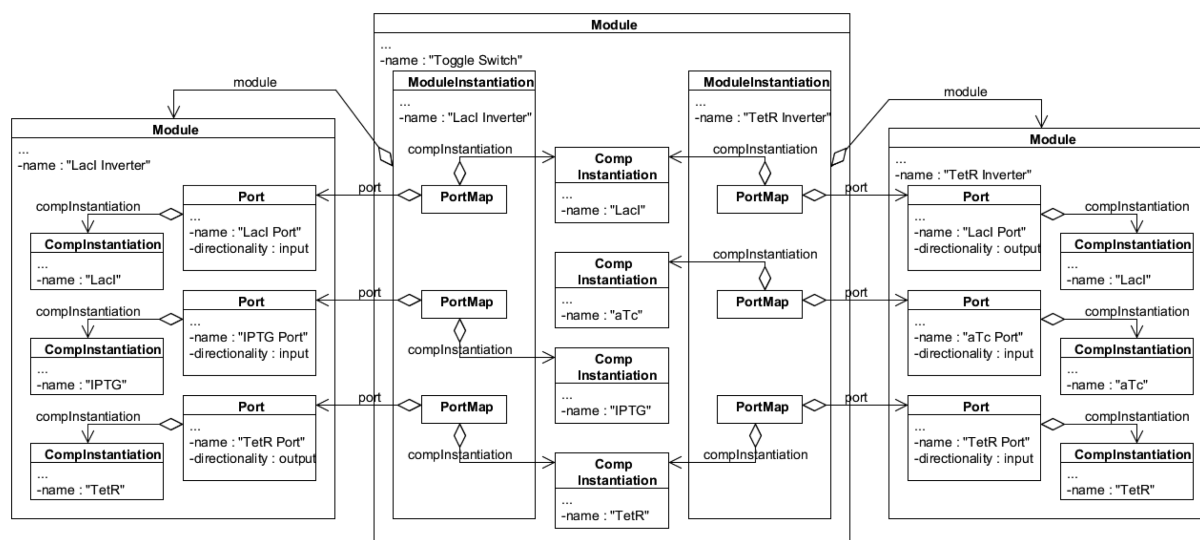 Module
...
-name : "Toggle Switch"
module
Module
...
-name : "LacI Inverter"
Port
...
-name : "LacI Port"
-directionality : input
compInstantiation
CompInstantiation
...
-name : "LacI"
Port
...
-name : "IPTG Port"
-directionality : input
compInstantiation
CompInstantiation
...
-name : "IPTG"
Port
...
-name : "TetR Port"
-directionality : output
compInstantiation
CompInstantiation
...
-name : "TetR"
ModuleInstantiation
...
-name : "LacI Inverter"
compInstantiation
port
PortMap
port
PortMap
compInstantiation
port
PortMap
compInstantiation
Comp
Instantiation
...
-name : "LacI"
Comp
Instantiation
...
-name : "aTc"
Comp
Instantiation
...
-name : "IPTG"
Comp
Instantiation
...
-name : "TetR"
ModuleInstantiation
...
-name : "TetR Inverter"
compInstantiation
PortMap
port
compInstantiation
PortMap
port
PortMap
port
compInstantiation
module
Module
...
-name : "TetR Inverter"
Port
...
-name : "LacI Port"
-directionality : output
compInstantiation
CompInstantiation
...
-name : "LacI"
Port
...
-name : "aTc Port"
-directionality : input
compInstantiation
CompInstantiation
...
-name : "aTc"
Port
...
-name : "TetR Port"
-directionality : input
compInstantiation
CompInstantiation
...
-name : "TetR"